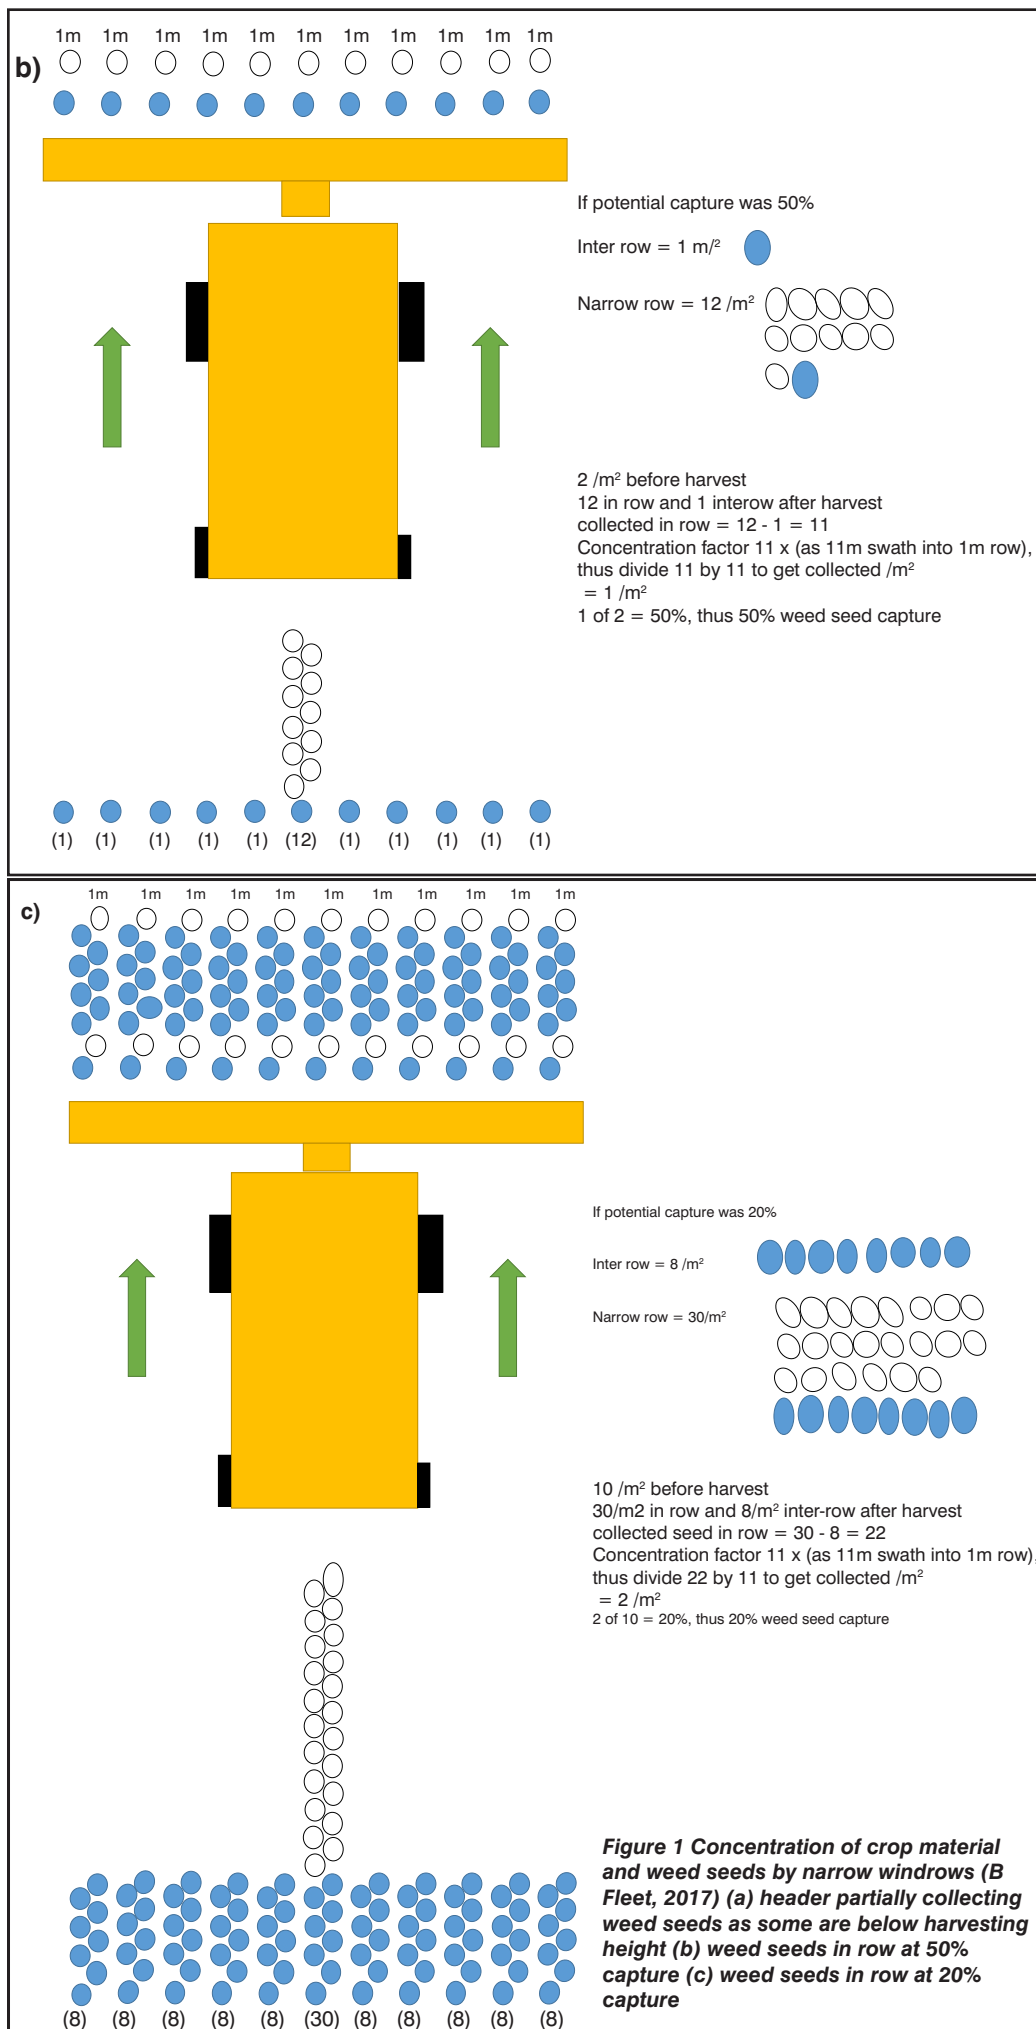 1m 1m 1m 1m 1m 1m 1m 1m 1m 1m 1m
b)
If potential capture was 50%
Inter row = 1 m/²
Narrow row = 12 /m²
2 /m² before harvest
12 in row and 1 interow after harvest
collected in row = 12 - 1 = 11
Concentration factor 11 x (as 11m swath into 1m row),
thus divide 11 by 11 to get collected /m²
= 1 /m²
1 of 2 = 50%, thus 50% weed seed capture
(1) (1) (1) (1) (1) (12) (1) (1) (1) (1) (1)
1m 1m 1m 1m 1m 1m 1m 1m 1m 1m 1m
c)
If potential capture was 20%
Inter row = 8 /m²
Narrow row = 30/m²
10 /m² before harvest
30/m2 in row and 8/m² inter-row after harvest
collected seed in row = 30 - 8 = 22
Concentration factor 11 x (as 11m swath into 1m row),
thus divide 22 by 11 to get collected /m²
= 2 /m²
2 of 10 = 20%, thus 20% weed seed capture
Figure 1 Concentration of crop material
and weed seeds by narrow windrows (B
Fleet, 2017) (a) header partially collecting
weed seeds as some are below harvesting
height (b) weed seeds in row at 50%
capture (c) weed seeds in row at 20%
capture
(8) (8) (8) (8) (8) (30) (8) (8) (8) (8) (8)